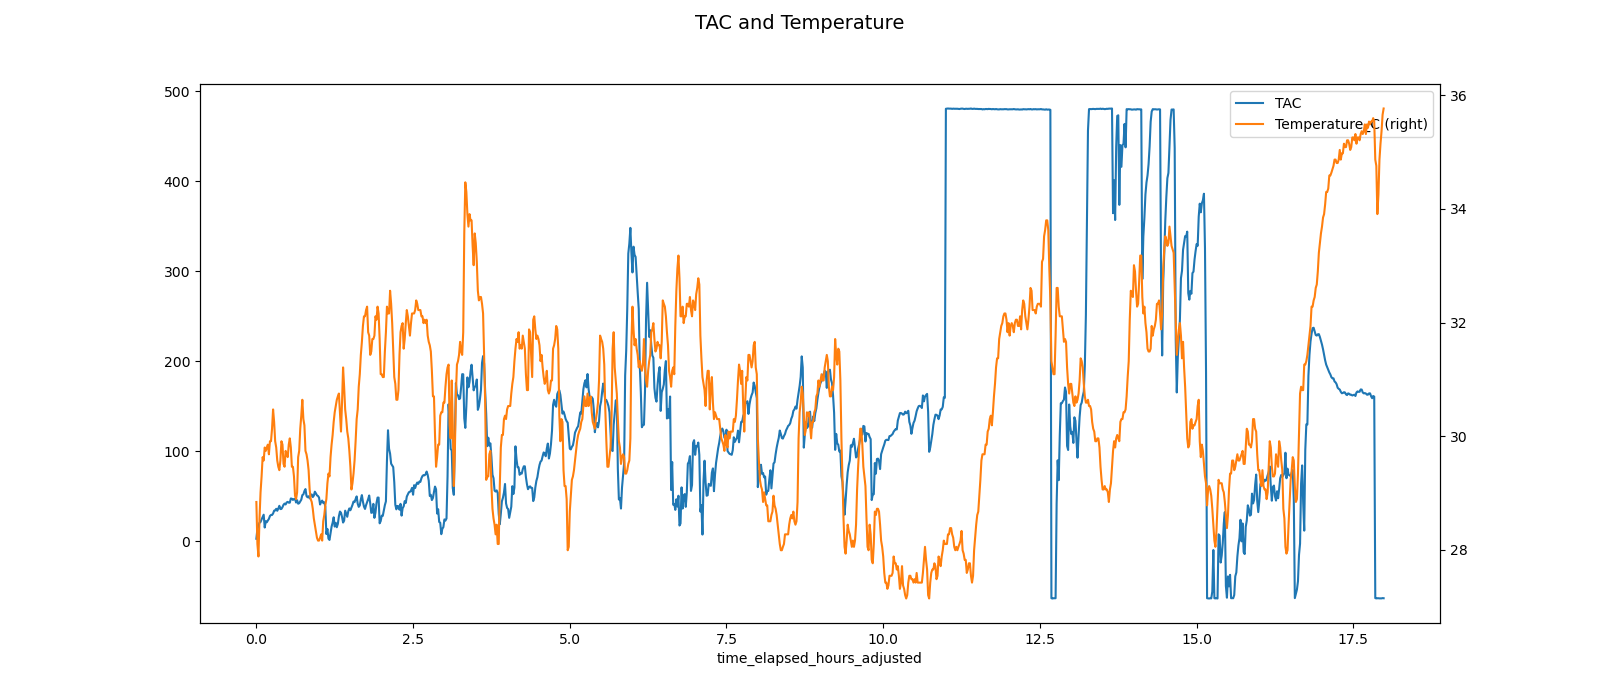 TAC and Temperature
500
400
300
200
100
0
36
34
32
30
28
TAC
Temperature_C (right)
0.0 2.5 5.0 7.5 10.0 12.5 15.0 17.5
time_elapsed_hours_adjusted